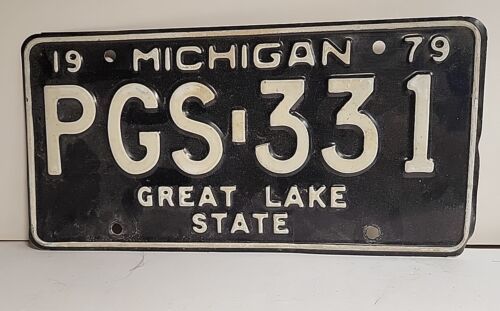 19 MICHIGAN 79
PGS-331
GREAT LAKE
STATE